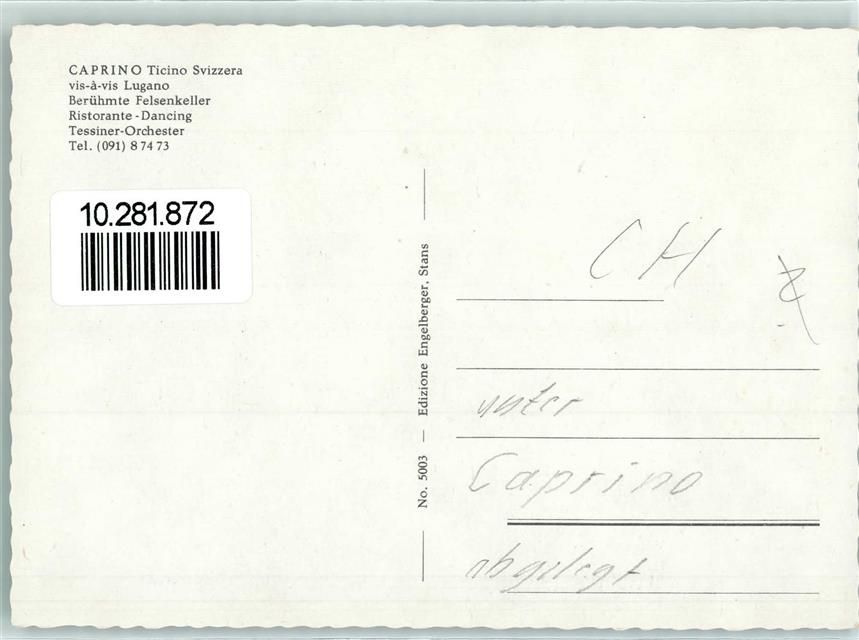 CAPRINO Ticino Svizzera
vis-à-vis Lugano
Berühmte Felsenkeller
Ristorante - Dancing
Tessiner-Orchester
Tel. (091) 8 74 73
10.281.872
No. 5003 — Edizione Engelberger, Stans
CH
unter
Caprino
abgelegt